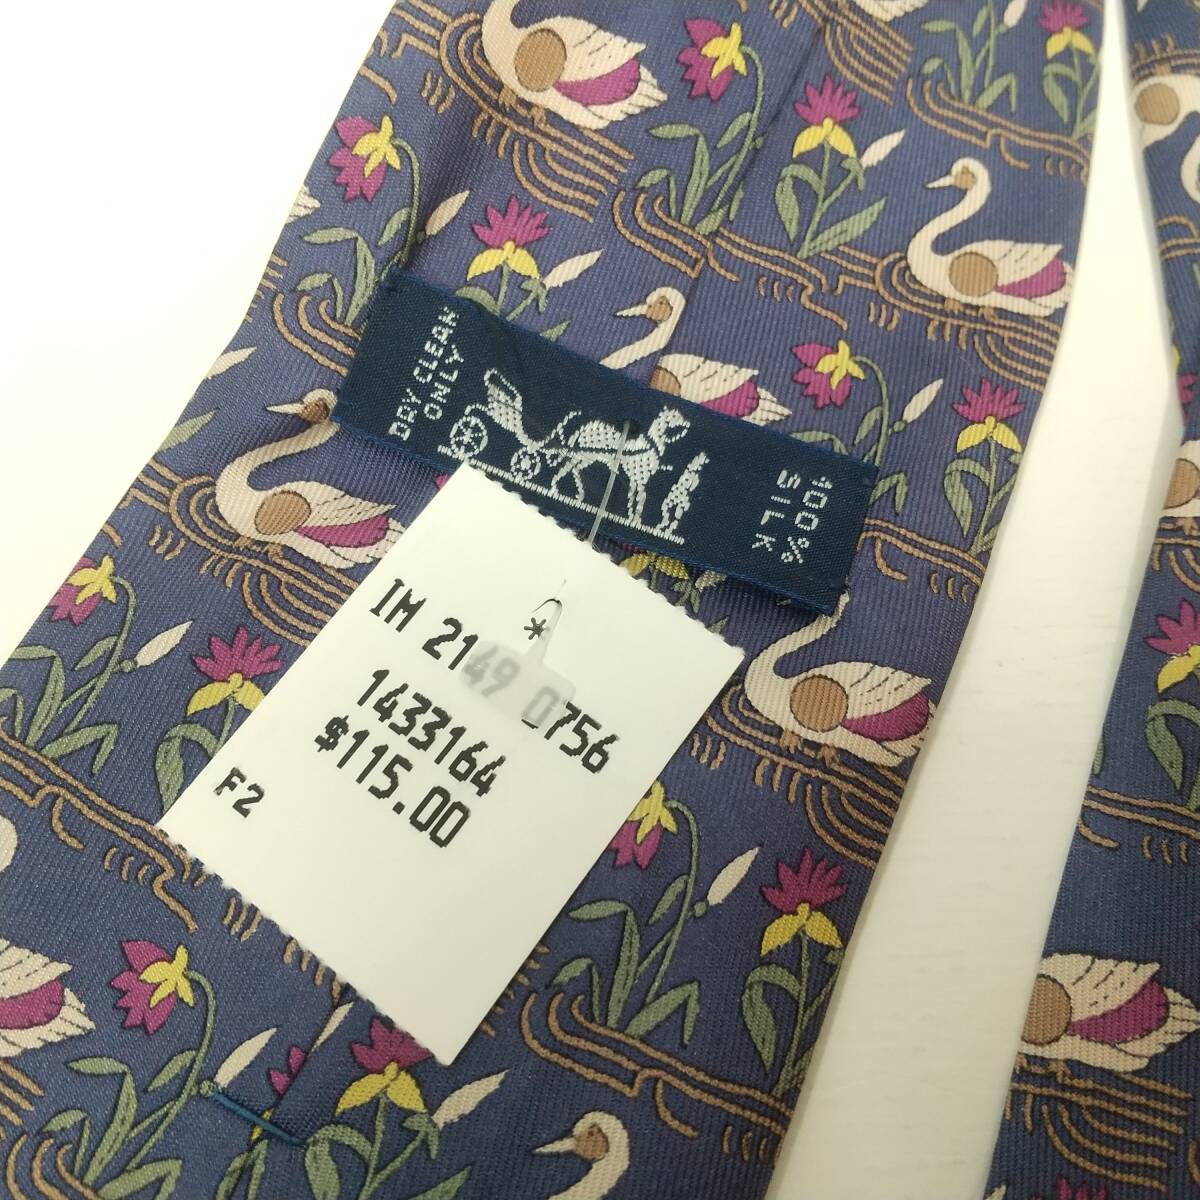 DRY CLEAN
ONLY
100%
SILK
*
IM 2149 0756
1433164
$115.00
F2